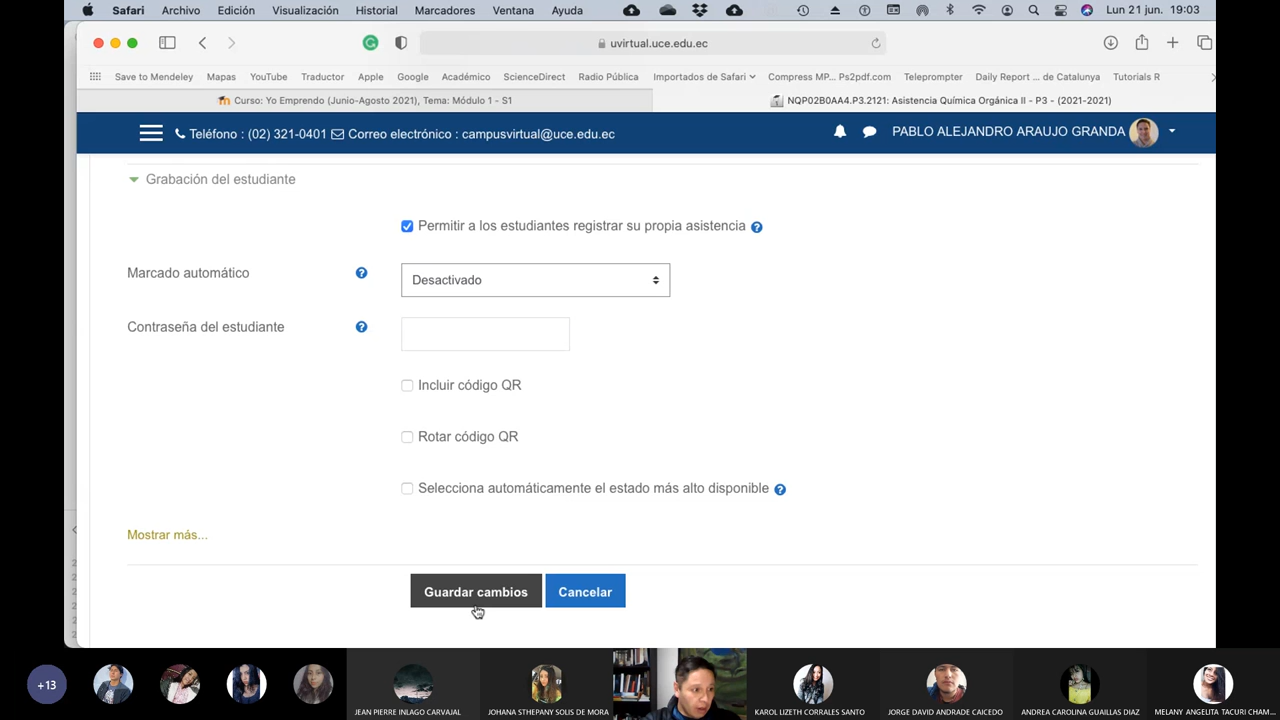 Safari Archivo Edición Visualización Historial Marcadores Ventana Ayuda Lun 21 jun. 19:03
uvirtual.uce.edu.ec
Save to Mendeley Mapas YouTube Traductor Apple Google Académico ScienceDirect Radio Pública Importados de Safari Compress MP... Ps2pdf.com Teleprompter Daily Report ... de Catalunya Tutorials R
Curso: Yo Emprendo (Junio-Agosto 2021), Tema: Módulo 1 - S1 NQP02B0AA4.P3.2121: Asistencia Química Orgánica II - P3 - (2021-2021)
Teléfono : (02) 321-0401 Correo electrónico : campusvirtual@uce.edu.ec PABLO ALEJANDRO ARAUJO GRANDA
Grabación del estudiante
Permitir a los estudiantes registrar su propia asistencia
Marcado automático
Desactivado
Contraseña del estudiante
Incluir código QR
Rotar código QR
Selecciona automáticamente el estado más alto disponible
Mostrar más...
Guardar cambios Cancelar
+13
JEAN PIERRE INLAGO CARVAJAL JOHANA STHEPANY SOLIS DE MORA KAROL LIZETH CORRALES SANTO JORGE DAVID ANDRADE CAICEDO ANDREA CAROLINA GUAILLAS DIAZ MELANY ANGELITA TACURI CHAM...